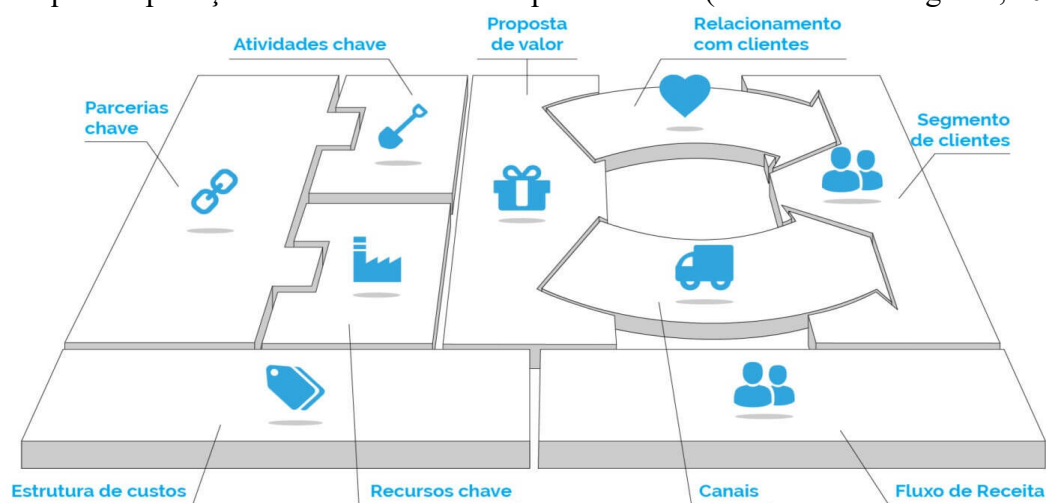 Atividades chave
Proposta
de valor
Relacionamento
com clientes
Parcerias
chave
Segmento
de clientes
Estrutura de custos
Recursos chave
Canais
Fluxo de Receita